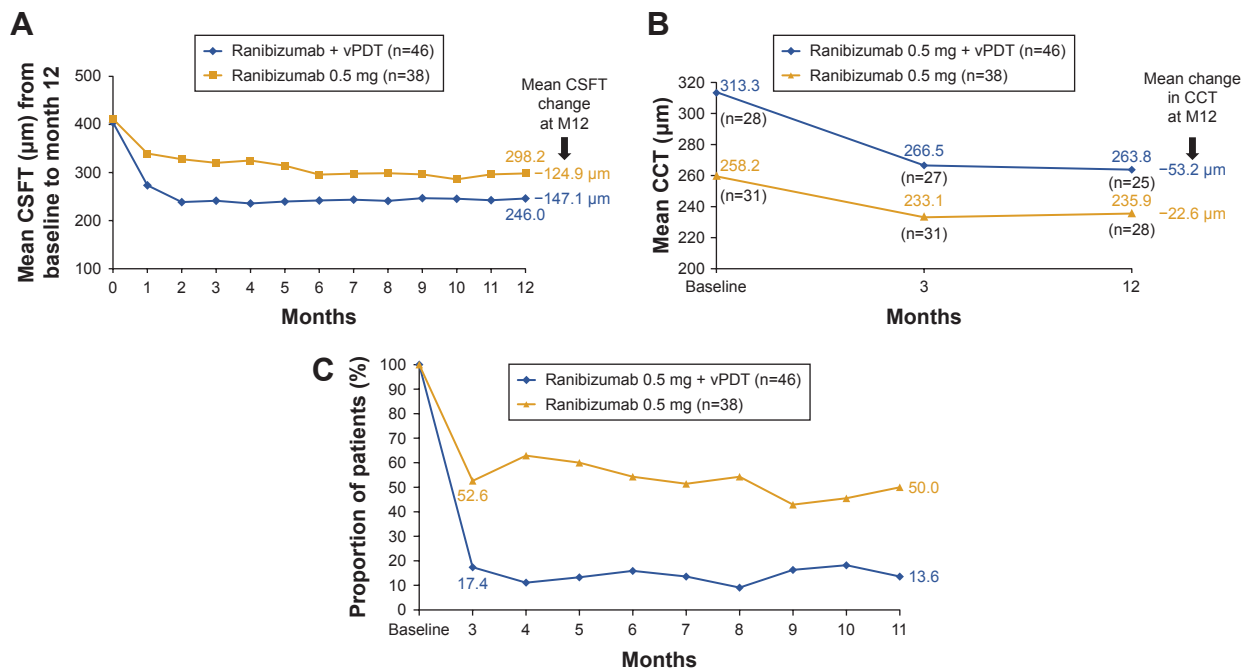 A
Ranibizumab + vPDT (n=46)
Ranibizumab 0.5 mg (n=38)
Mean CSFT (µm) from
baseline to month 12
500
400
300
200
100
0
1
2
3
4
5
6
7
8
9
10
11
12
Months
Mean CSFT
change
at M12
298.2
−124.9 µm
−147.1 µm
246.0
B
Ranibizumab 0.5 mg + vPDT (n=46)
Ranibizumab 0.5 mg (n=38)
Mean CCT (µm)
320
300
280
260
240
220
200
Baseline
3
12
Months
Mean change
in CCT
at M12
313.3
(n=28)
266.5
(n=27)
263.8
(n=25)
−53.2 µm
258.2
(n=31)
233.1
(n=31)
235.9
(n=28)
−22.6 µm
C
Ranibizumab 0.5 mg + vPDT (n=46)
Ranibizumab 0.5 mg (n=38)
Proportion of patients (%)
100
90
80
70
60
50
40
30
20
10
0
52.6
50.0
17.4
13.6
Baseline
3
4
5
6
7
8
9
10
11
Months